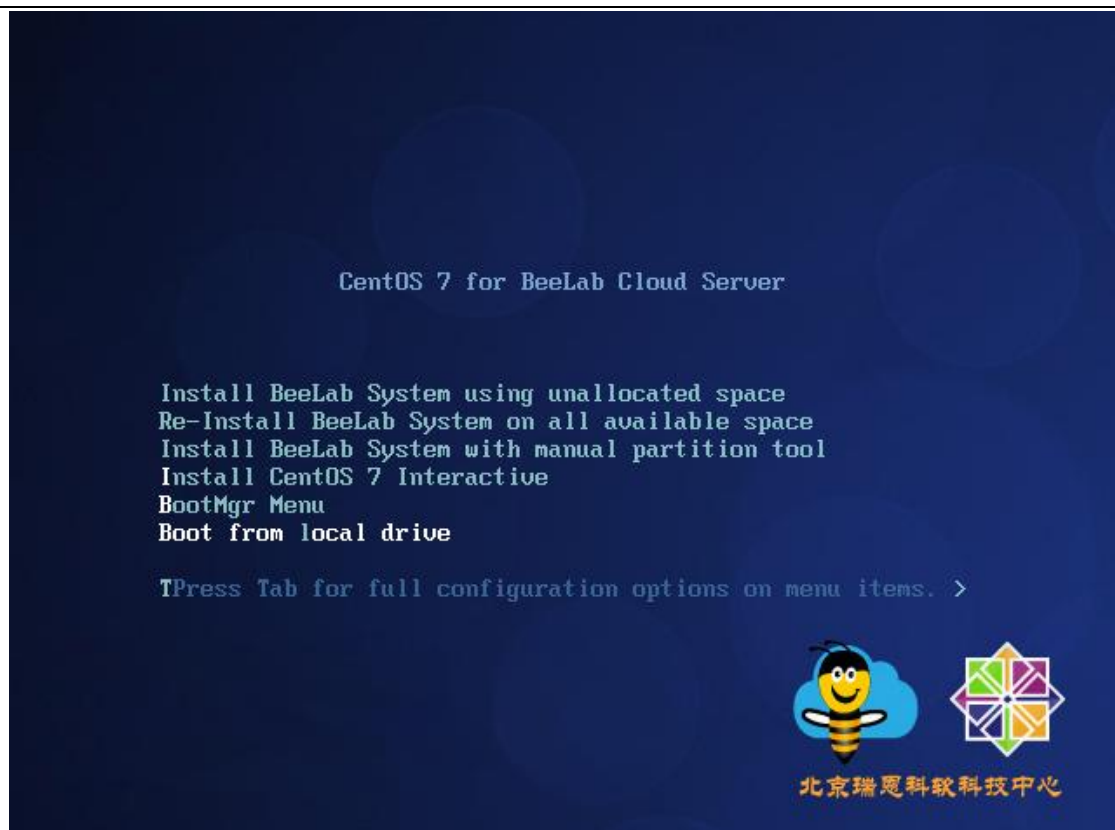 CentOS 7 for BeeLab Cloud Server
Install BeeLab System using unallocated space
Re-Install BeeLab System on all available space
Install BeeLab System with manual partition tool
Install CentOS 7 Interactive
BootMgr Menu
Boot from local drive
TPress Tab for full configuration options on menu items. >
北京瑞恩科软科技中心